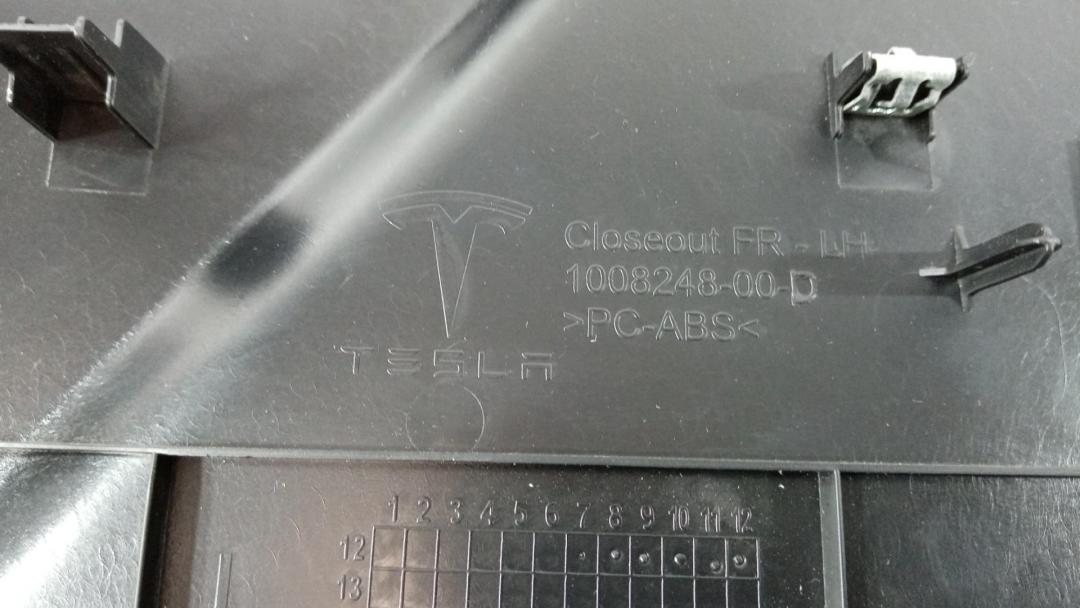 Closeout FR - LH
1008248-00-D
>PC-ABS<
TESLA
1 2 3 4 5 6 7 8 9 10 11 12
12
13